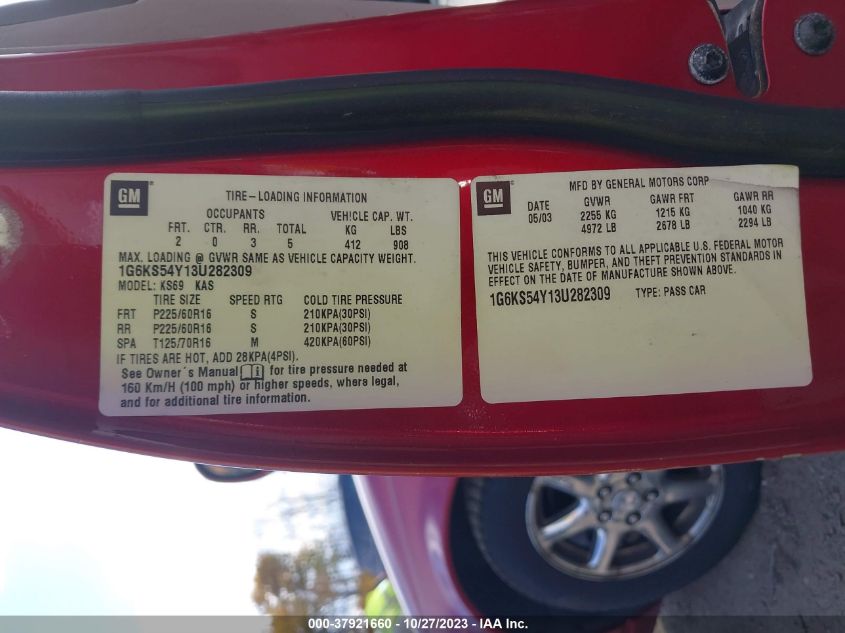 GM
TIRE-LOADING INFORMATION
OCCUPANTS VEHICLE CAP. WT.
FRT. CTR. RR. TOTAL KG LBS
2 0 3 5 412 908
MAX. LOADING @ GVWR SAME AS VEHICLE CAPACITY WEIGHT.
1G6KS54Y13U282309
MODEL: KS69 KAS
TIRE SIZE SPEED RTG COLD TIRE PRESSURE
FRT P225/60R16 S 210KPA(30PSI)
RR P225/60R16 S 210KPA(30PSI)
SPA T125/70R16 M 420KPA(60PSI)
IF TIRES ARE HOT, ADD 28KPA(4PSI).
See Owner's Manual for tire pressure needed at
160 Km/H (100 mph) or higher speeds, where legal,
and for additional tire information.
GM
MFD BY GENERAL MOTORS CORP
DATE GVWR GAWR FRT GAWR RR
05/03 2255 KG 1215 KG 1040 KG
4972 LB 2678 LB 2294 LB
THIS VEHICLE CONFORMS TO ALL APPLICABLE U.S. FEDERAL MOTOR
VEHICLE SAFETY, BUMPER, AND THEFT PREVENTION STANDARDS IN
EFFECT ON THE DATE OF MANUFACTURE SHOWN ABOVE.
1G6KS54Y13U282309 TYPE: PASS CAR
000-37921660 - 10/27/2023 - IAA Inc.